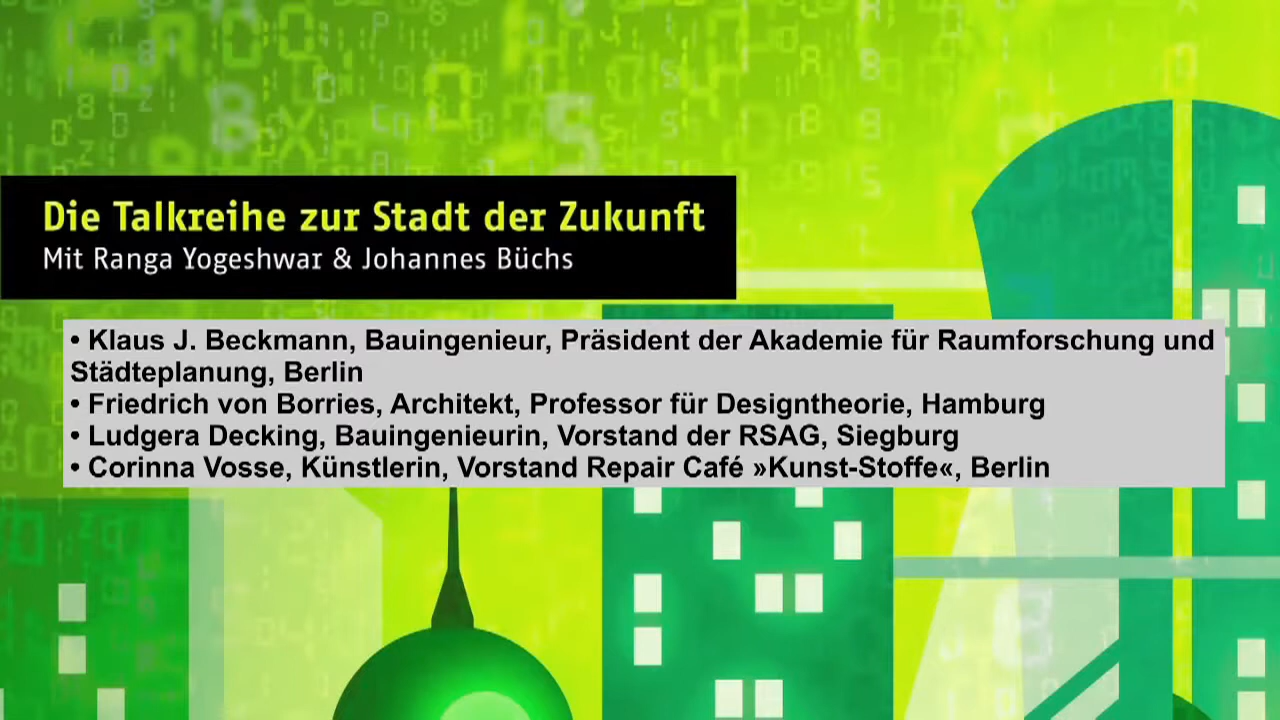 Die Talkreihe zur Stadt der Zukunft
Mit Ranga Yogeshwar & Johannes Büchs
• Klaus J. Beckmann, Bauingenieur, Präsident der Akademie für Raumforschung und
Städteplanung, Berlin
• Friedrich von Borries, Architekt, Professor für Designtheorie, Hamburg
• Ludgera Decking, Bauingenieurin, Vorstand der RSAG, Siegburg
• Corinna Vosse, Künstlerin, Vorstand Repair Café »Kunst-Stoffe«, Berlin